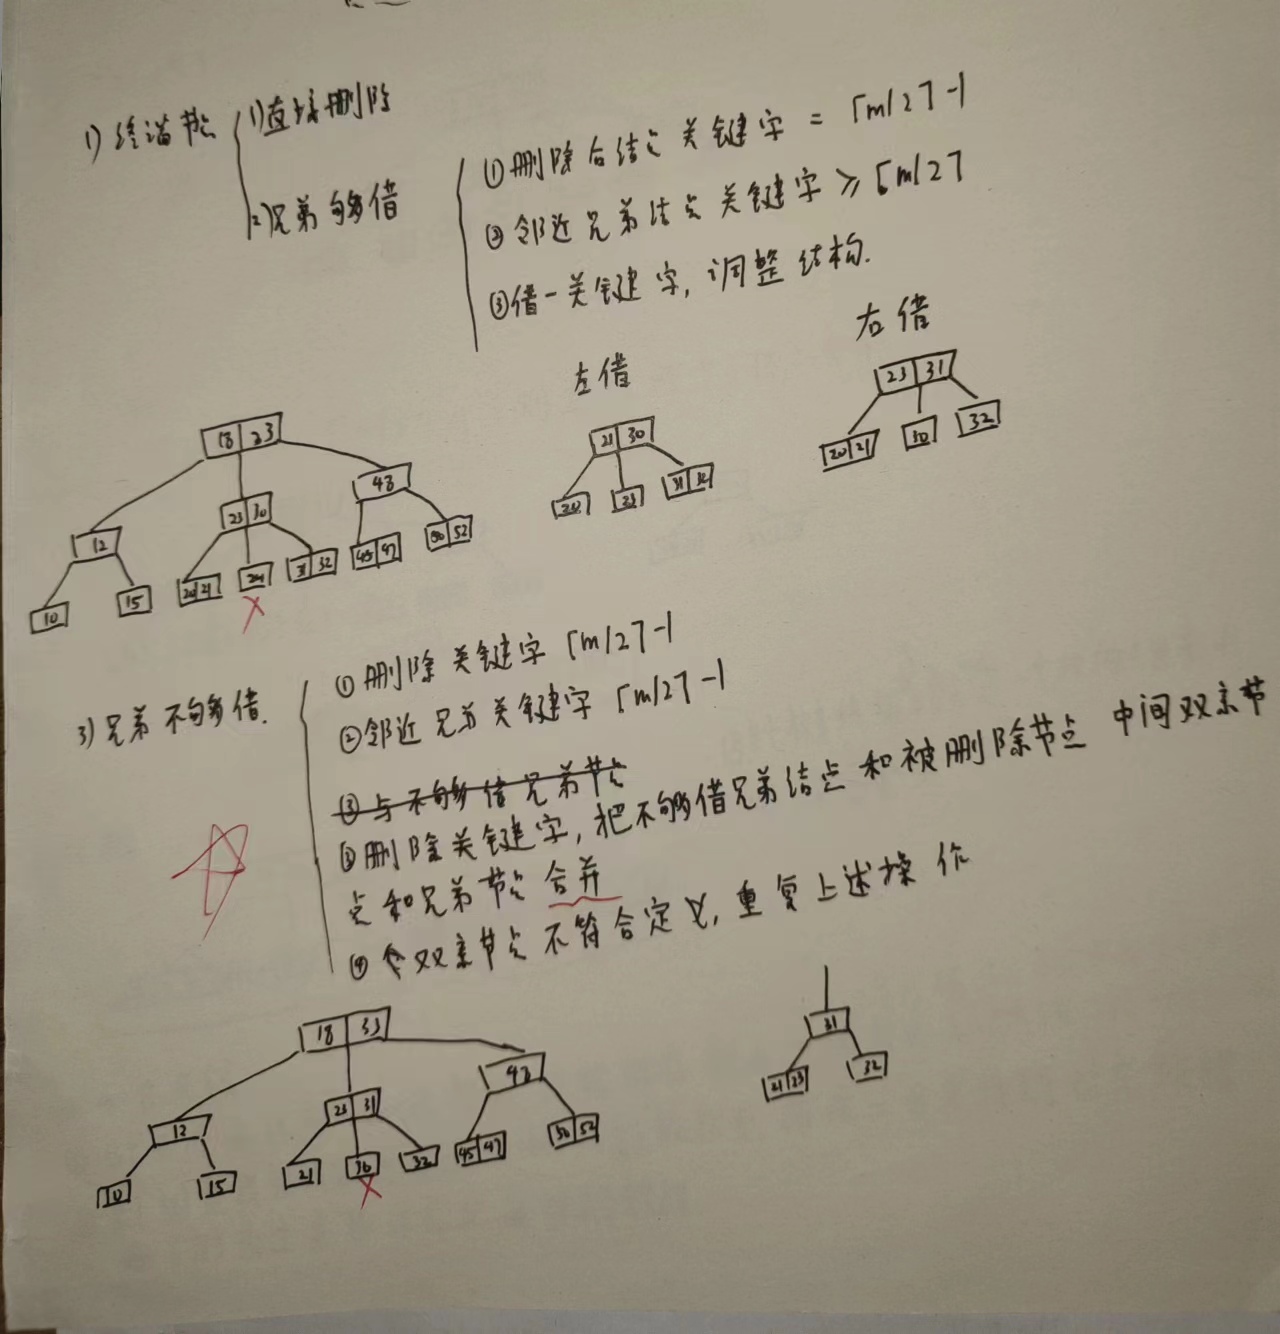 1) 终端节点
1) 直接删除
2) 兄弟够借
① 删除后结点关键字 = ⌈m/2⌉-1
② 邻近兄弟结点关键字 ≥ ⌈m/2⌉
③ 借一关键字, 调整结构.
左借
右借
21 30
20 23 31 32
23 31
20 21 30 32
18 23
12 23 30 43
10 15 20 21 24 31 32 45 47 50 52
3) 兄弟不够借.
① 删除关键字 ⌈m/2⌉-1
② 邻近兄弟关键字 ⌈m/2⌉-1
③ 与不够借兄弟节点
③ 删除关键字, 把不够借兄弟结点和被删除节点 中间双亲节
点和兄弟节点 合并
④ 令双亲节点不符合定义, 重复上述操作
18 33
12 23 31 43
10 15 21 30 32 45 47 50 52
31
21 23 32